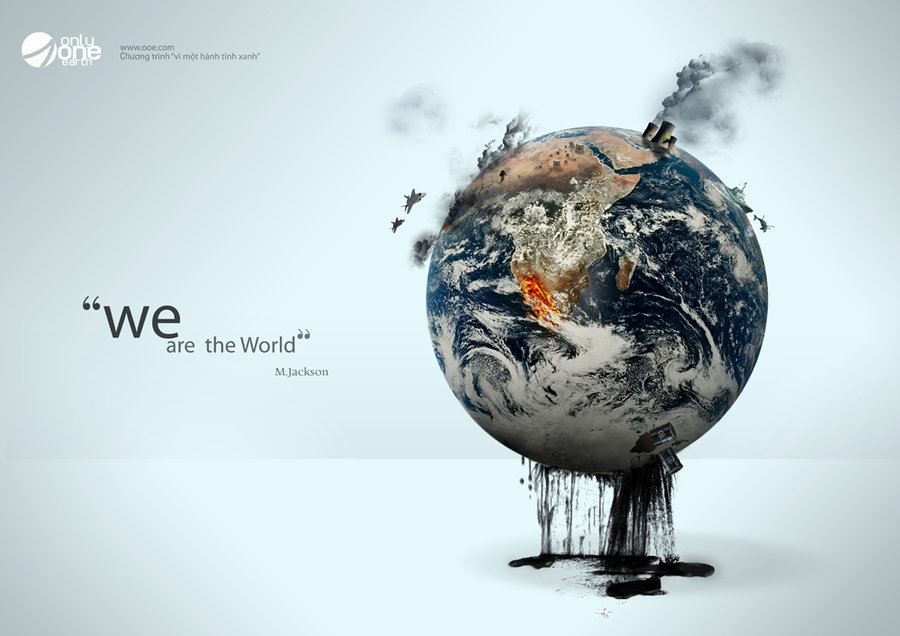 only
one
earth
www.ooe.com
Chương trình "vì một hành tinh xanh"
“we
are the World”
M.Jackson